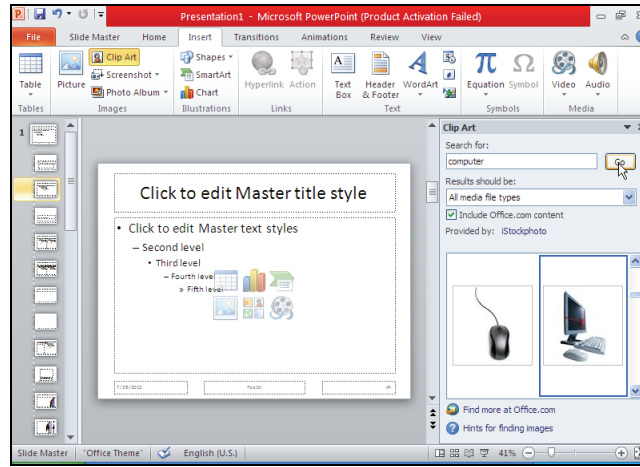 Presentation1 - Microsoft PowerPoint (Product Activation Failed)
File Slide Master Home Insert Transitions Animations Review View
Clip Art Shapes
Screenshot SmartArt
Photo Album Chart
Table Picture Hyperlink Action Text Box Header & Footer WordArt Equation Symbol Video Audio
Tables Images Illustrations Links Text Symbols Media
Clip Art
Search for:
computer Go
Results should be:
All media file types
Include Office.com content
Provided by: iStockphoto
1
Click to edit Master title style
• Click to edit Master text styles
– Second level
• Third level
– Fourth level
» Fifth level
Footer
Find more at Office.com
Hints for finding images
Slide Master "Office Theme" English (U.S.) 41%